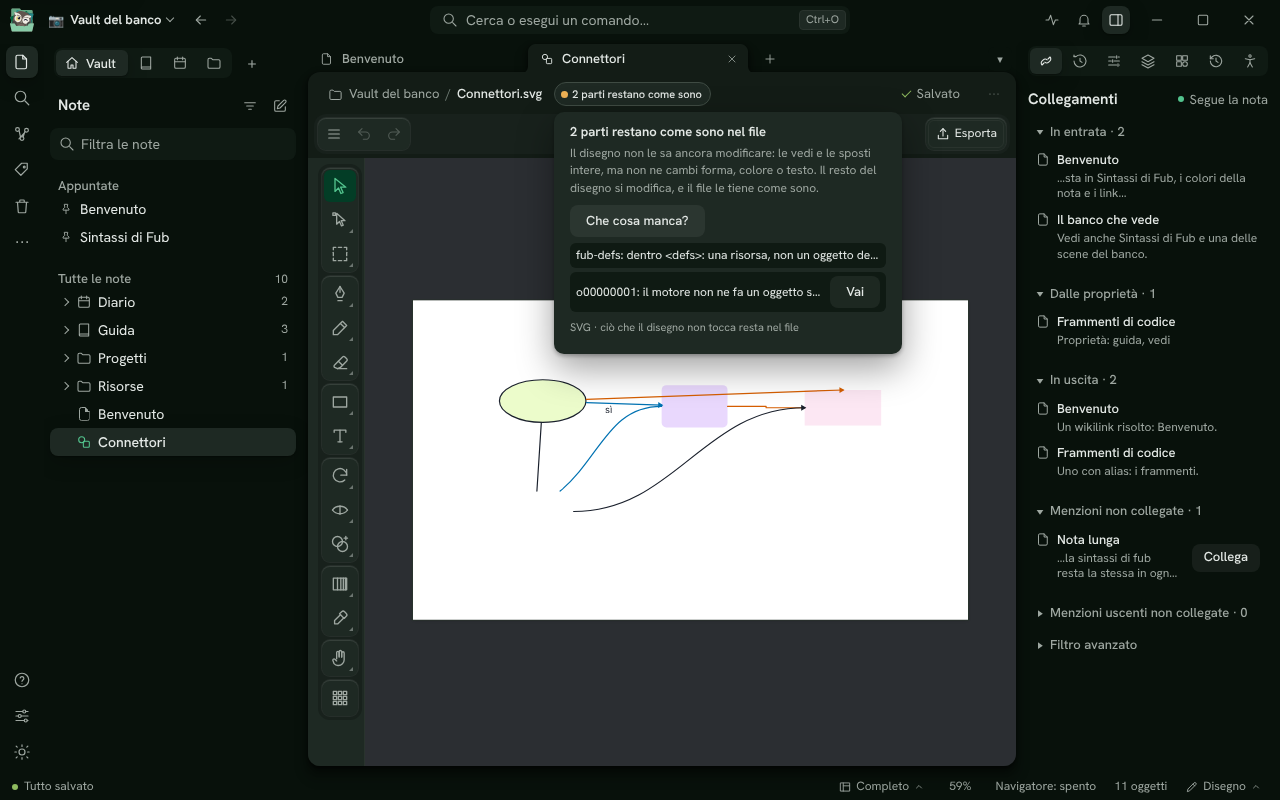 Vault del banco
Cerca o esegui un comando...
Ctrl+O
Vault
Benvenuto
Connettori
Note
Filtra le note
Appuntate
Benvenuto
Sintassi di Fub
Tutte le note 10
Diario 2
Guida 3
Progetti 1
Risorse 1
Benvenuto
Connettori
Vault del banco / Connettori.svg
2 parti restano come sono
Salvato
Esporta
2 parti restano come sono nel file
Il disegno non le sa ancora modificare: le vedi e le sposti
intere, ma non ne cambi forma, colore o testo. Il resto del
disegno si modifica, e il file le tiene come sono.
Che cosa manca?
fub-defs: dentro <defs>: una risorsa, non un oggetto de...
o00000001: il motore non ne fa un oggetto s...
Vai
SVG · ciò che il disegno non tocca resta nel file
sì
Collegamenti
Segue la nota
In entrata · 2
Benvenuto
...sta in Sintassi di Fub, i colori della
nota e i link...
Il banco che vede
Vedi anche Sintassi di Fub e una delle
scene del banco.
Dalle proprietà · 1
Frammenti di codice
Proprietà: guida, vedi
In uscita · 2
Benvenuto
Un wikilink risolto: Benvenuto.
Frammenti di codice
Uno con alias: i frammenti.
Menzioni non collegate · 1
Nota lunga
...la sintassi di fub
resta la stessa in ogn...
Collega
Menzioni uscenti non collegate · 0
Filtro avanzato
Tutto salvato
Completo
59%
Navigatore: spento
11 oggetti
Disegno